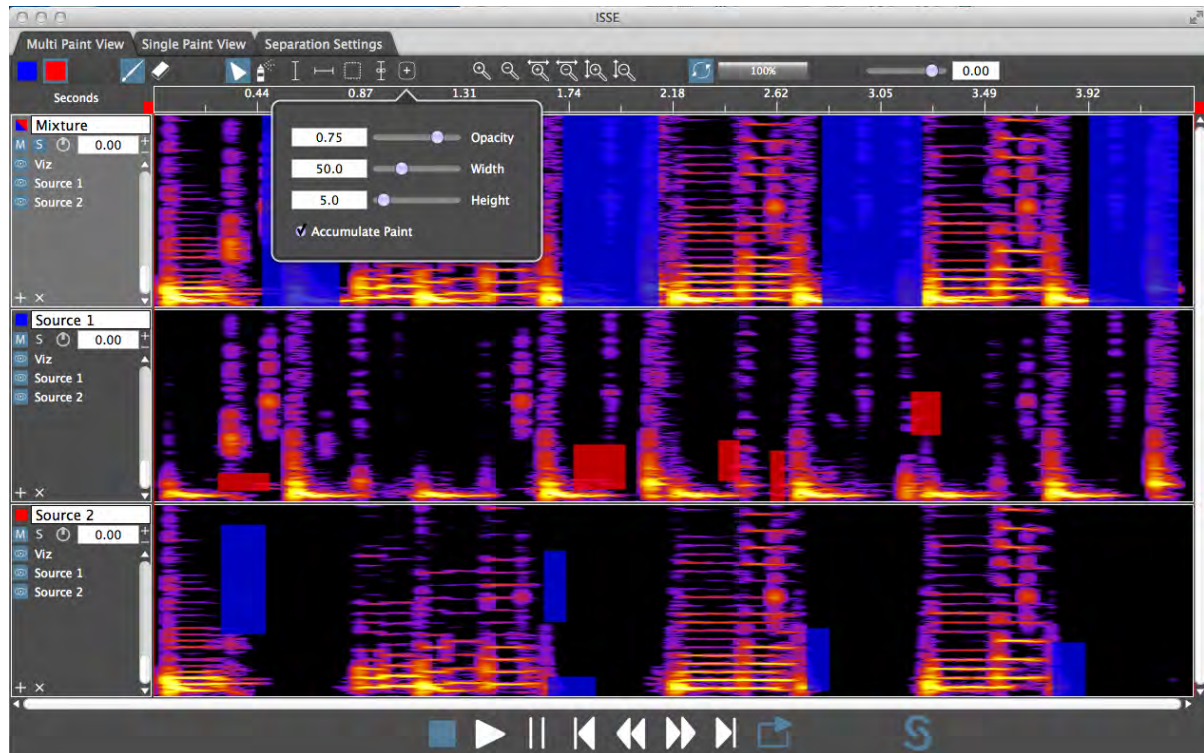 ISSE
Multi Paint View Single Paint View Separation Settings
100% 0.00
Seconds 0.44 0.87 1.31 1.74 2.18 2.62 3.05 3.49 3.92
Mixture
M S 0.00 +
-
Viz
Source 1
Source 2
+ ×
0.75 Opacity
50.0 Width
5.0 Height
Accumulate Paint
Source 1
M S 0.00 +
-
Viz
Source 1
Source 2
+ ×
Source 2
M S 0.00 +
-
Viz
Source 1
Source 2
+ ×
S